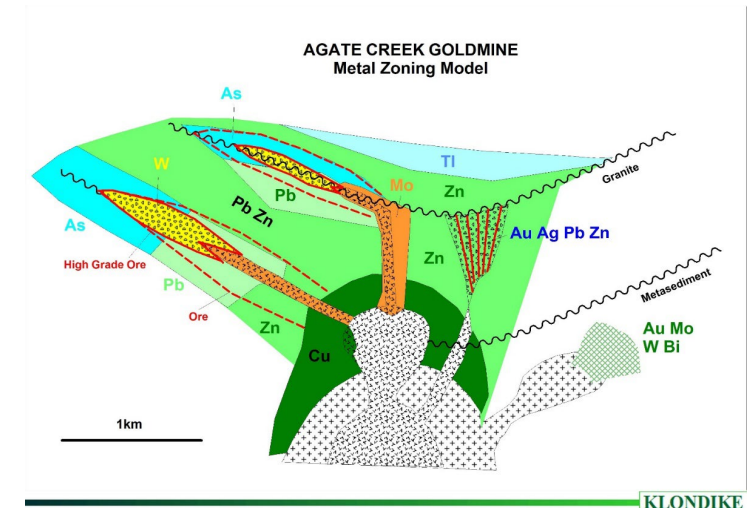 AGATE CREEK GOLDMINE
Metal Zoning Model
As
Tl
W
Pb
Mo
Zn
Granite
As
Pb Zn
Au Ag Pb Zn
High Grade Ore
Zn
Pb
Metasediment
Ore
Zn
Cu
Au Mo
W Bi
1km
KLONDIKE